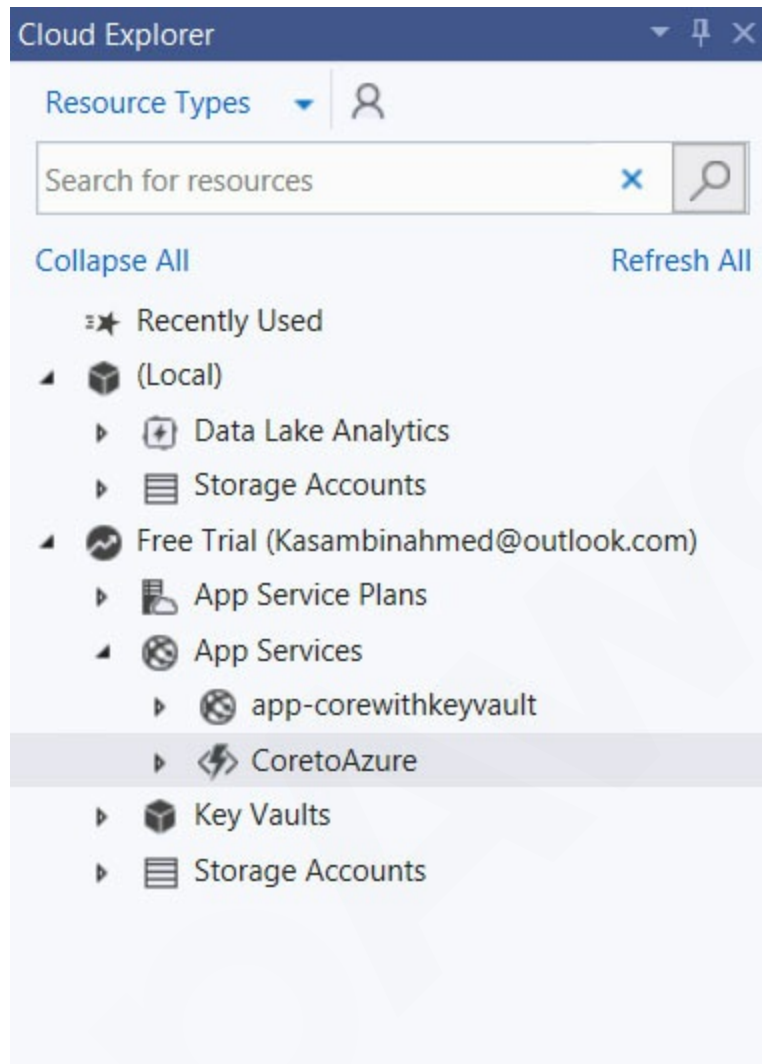 Cloud Explorer
Resource Types
Search for resources
Collapse All Refresh All
Recently Used
(Local)
Data Lake Analytics
Storage Accounts
Free Trial (Kasambinahmed@outlook.com)
App Service Plans
App Services
app-corewithkeyvault
CoretoAzure
Key Vaults
Storage Accounts